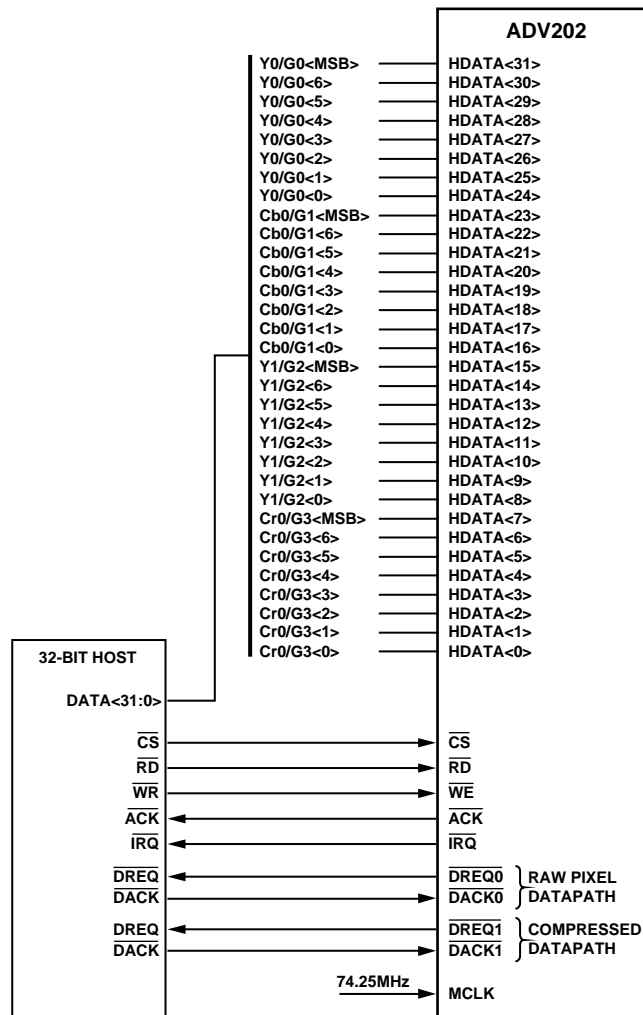 ADV202
Y0/G0<MSB> HDATA<31>
Y0/G0<6> HDATA<30>
Y0/G0<5> HDATA<29>
Y0/G0<4> HDATA<28>
Y0/G0<3> HDATA<27>
Y0/G0<2> HDATA<26>
Y0/G0<1> HDATA<25>
Y0/G0<0> HDATA<24>
Cb0/G1<MSB> HDATA<23>
Cb0/G1<6> HDATA<22>
Cb0/G1<5> HDATA<21>
Cb0/G1<4> HDATA<20>
Cb0/G1<3> HDATA<19>
Cb0/G1<2> HDATA<18>
Cb0/G1<1> HDATA<17>
Cb0/G1<0> HDATA<16>
Y1/G2<MSB> HDATA<15>
Y1/G2<6> HDATA<14>
Y1/G2<5> HDATA<13>
Y1/G2<4> HDATA<12>
Y1/G2<3> HDATA<11>
Y1/G2<2> HDATA<10>
Y1/G2<1> HDATA<9>
Y1/G2<0> HDATA<8>
Cr0/G3<MSB> HDATA<7>
Cr0/G3<6> HDATA<6>
Cr0/G3<5> HDATA<5>
Cr0/G3<4> HDATA<4>
Cr0/G3<3> HDATA<3>
Cr0/G3<2> HDATA<2>
Cr0/G3<1> HDATA<1>
Cr0/G3<0> HDATA<0>
32-BIT HOST
DATA<31:0>
CS CS
RD RD
WR WE
ACK ACK
IRQ IRQ
DREQ DREQ0 RAW PIXEL
DACK DACK0 DATAPATH
DREQ DREQ1 COMPRESSED
DACK DACK1 DATAPATH
74.25MHz MCLK